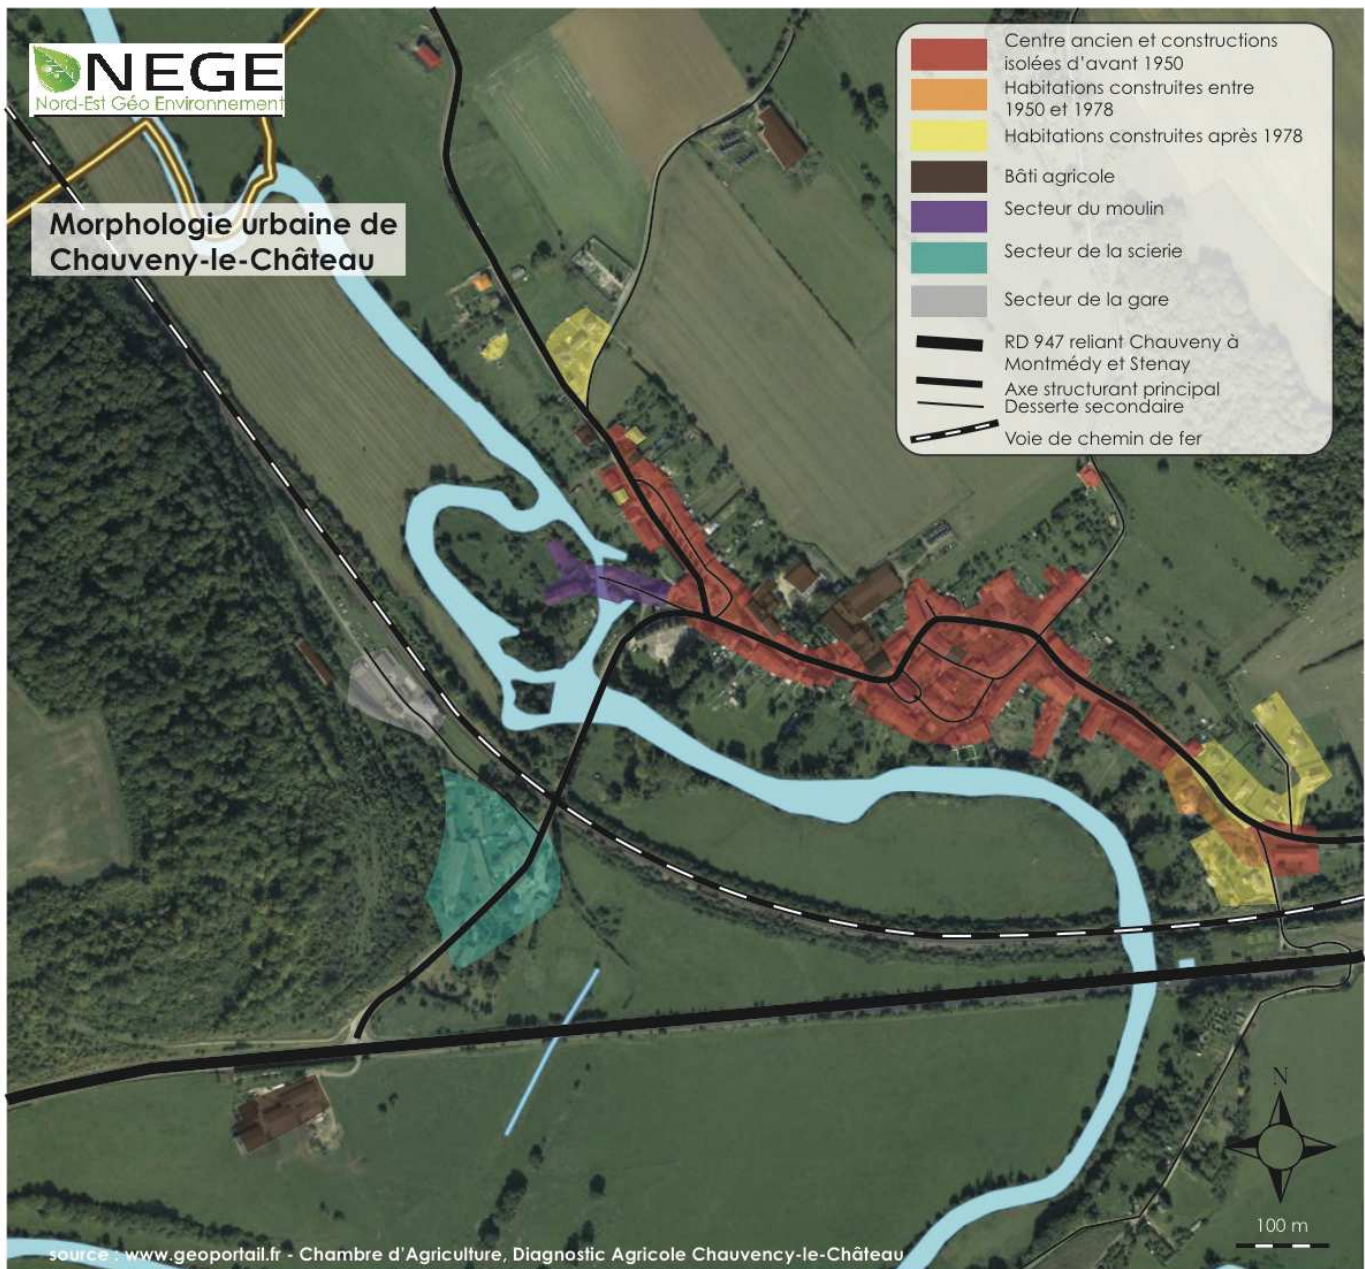 NEGE
Nord-Est Géo Environnement
Morphologie urbaine de
Chauveny-le-Château
Centre ancien et constructions
isolées d'avant 1950
Habitations construites entre
1950 et 1978
Habitations construites après 1978
Bâti agricole
Secteur du moulin
Secteur de la scierie
Secteur de la gare
RD 947 reliant Chauveny à
Montmédy et Stenay
Axe structurant principal
Desserte secondaire
Voie de chemin de fer
N
100 m
source : www.geoportail.fr - Chambre d'Agriculture, Diagnostic Agricole Chauvency-le-Château